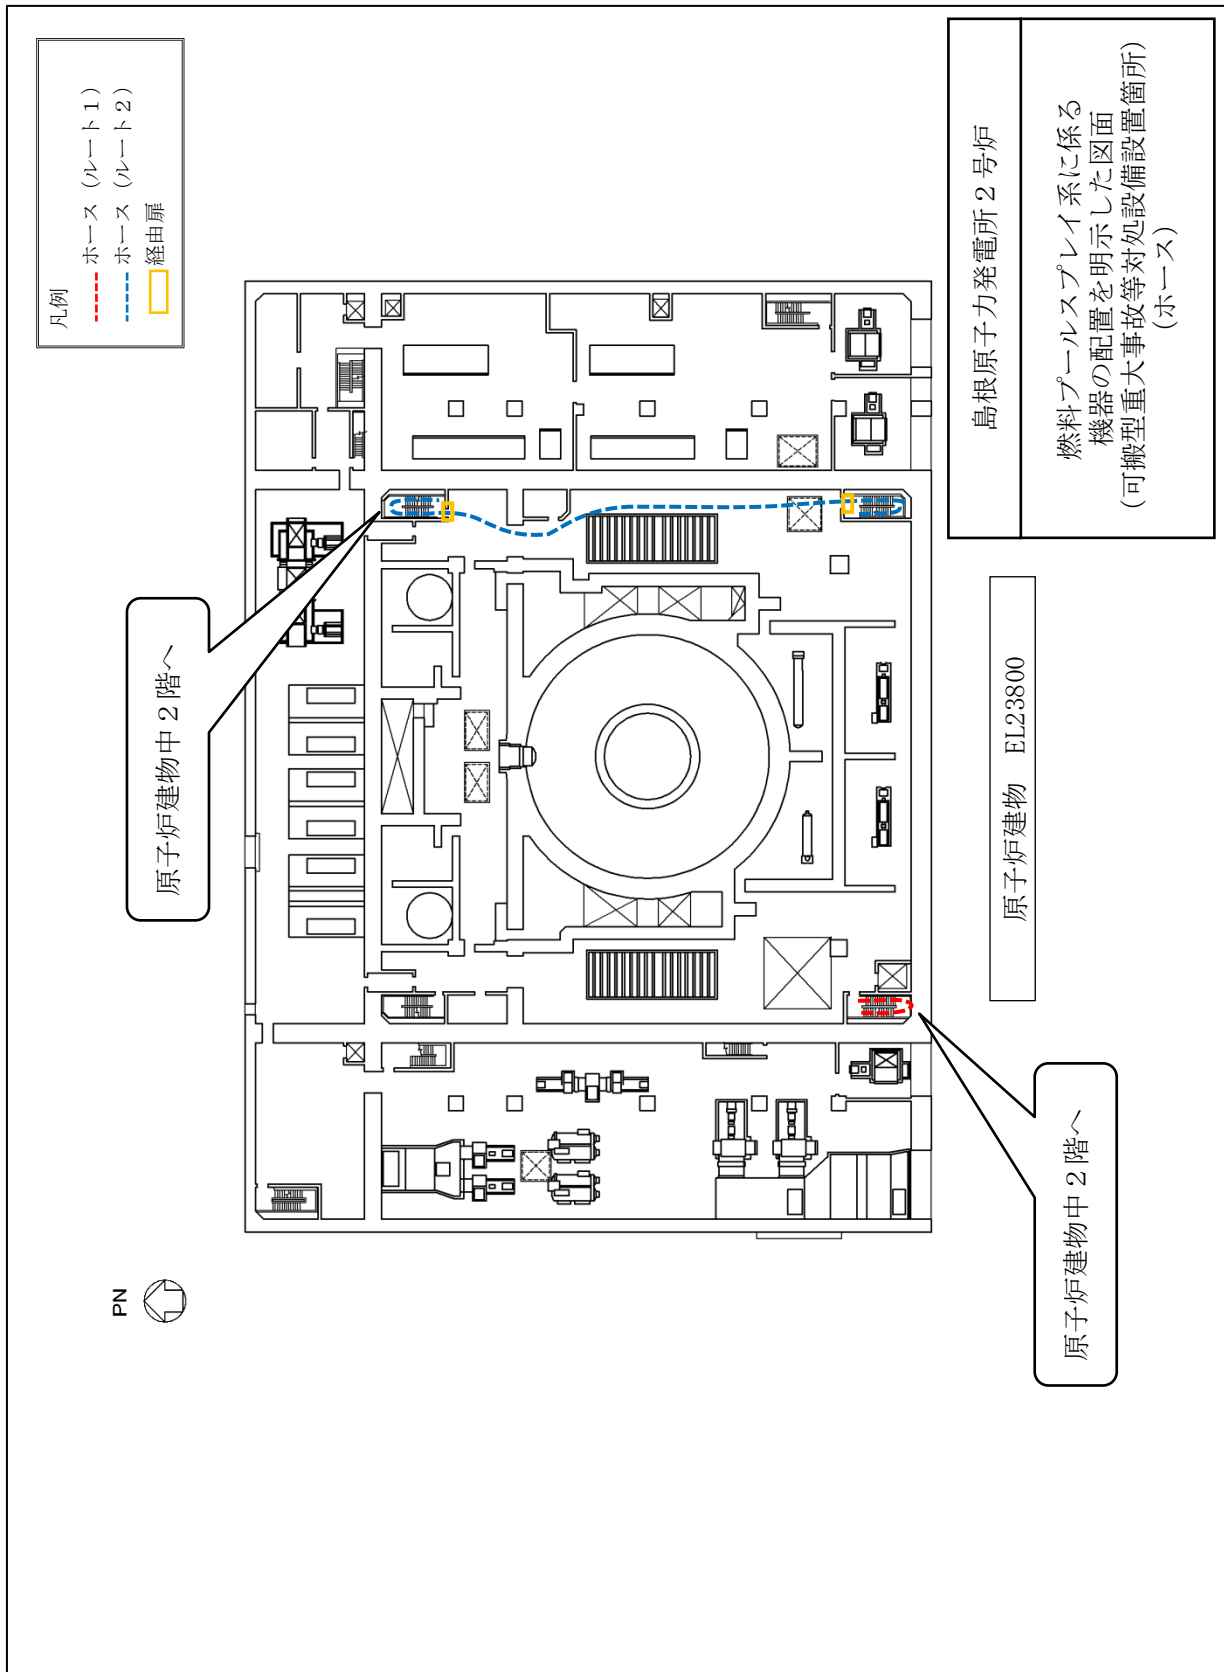 凡例
ホース（ルート１）
ホース（ルート２）
経由扉
原子炉建物中２階へ
原子炉建物中２階へ
PN
原子炉建物　EL23800
島根原子力発電所２号炉
燃料プールスプレイ系に係る
機器の配置を明示した図面
(可搬型重大事故等対処設備設置箇所)
(ホース)